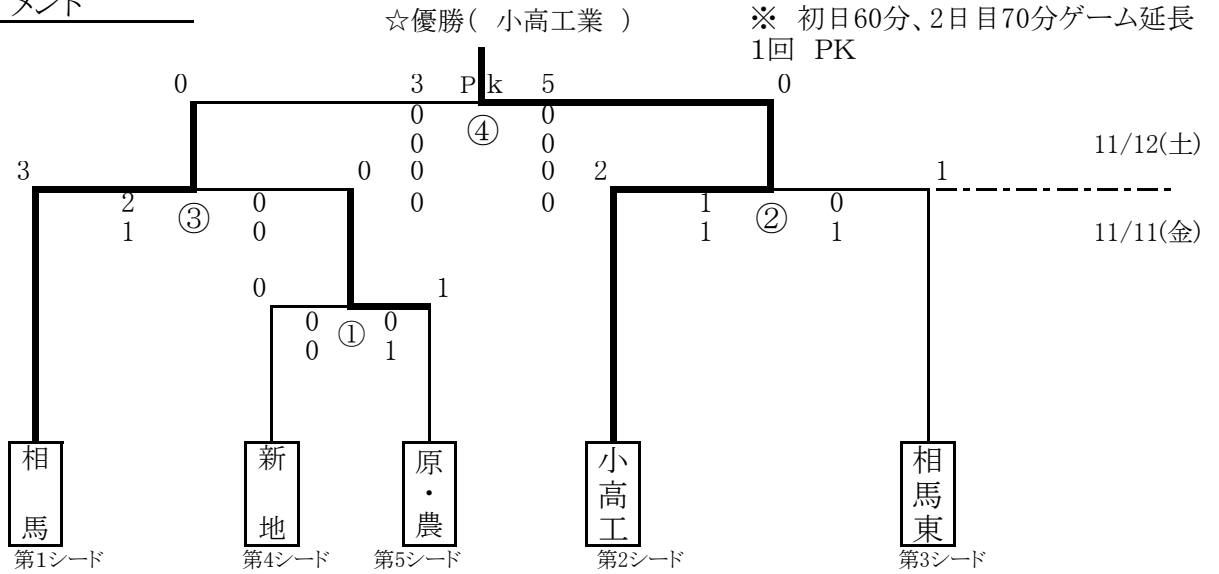 メント
☆優勝( 小高工業 )
※ 初日60分、2日目70分ゲーム延長
1回 PK
0 3 Pk 5 0
0 ④ 0
0 0
11/12(土)
3 0 0 0 2 1
2 ③ 0 0 0 1 ② 0
1 0 1 1
11/11(金)
0 1
0 ① 0
0 1
相馬
新地
原・農
小高工
相馬東
第1シード 第4シード 第5シード 第2シード 第3シード